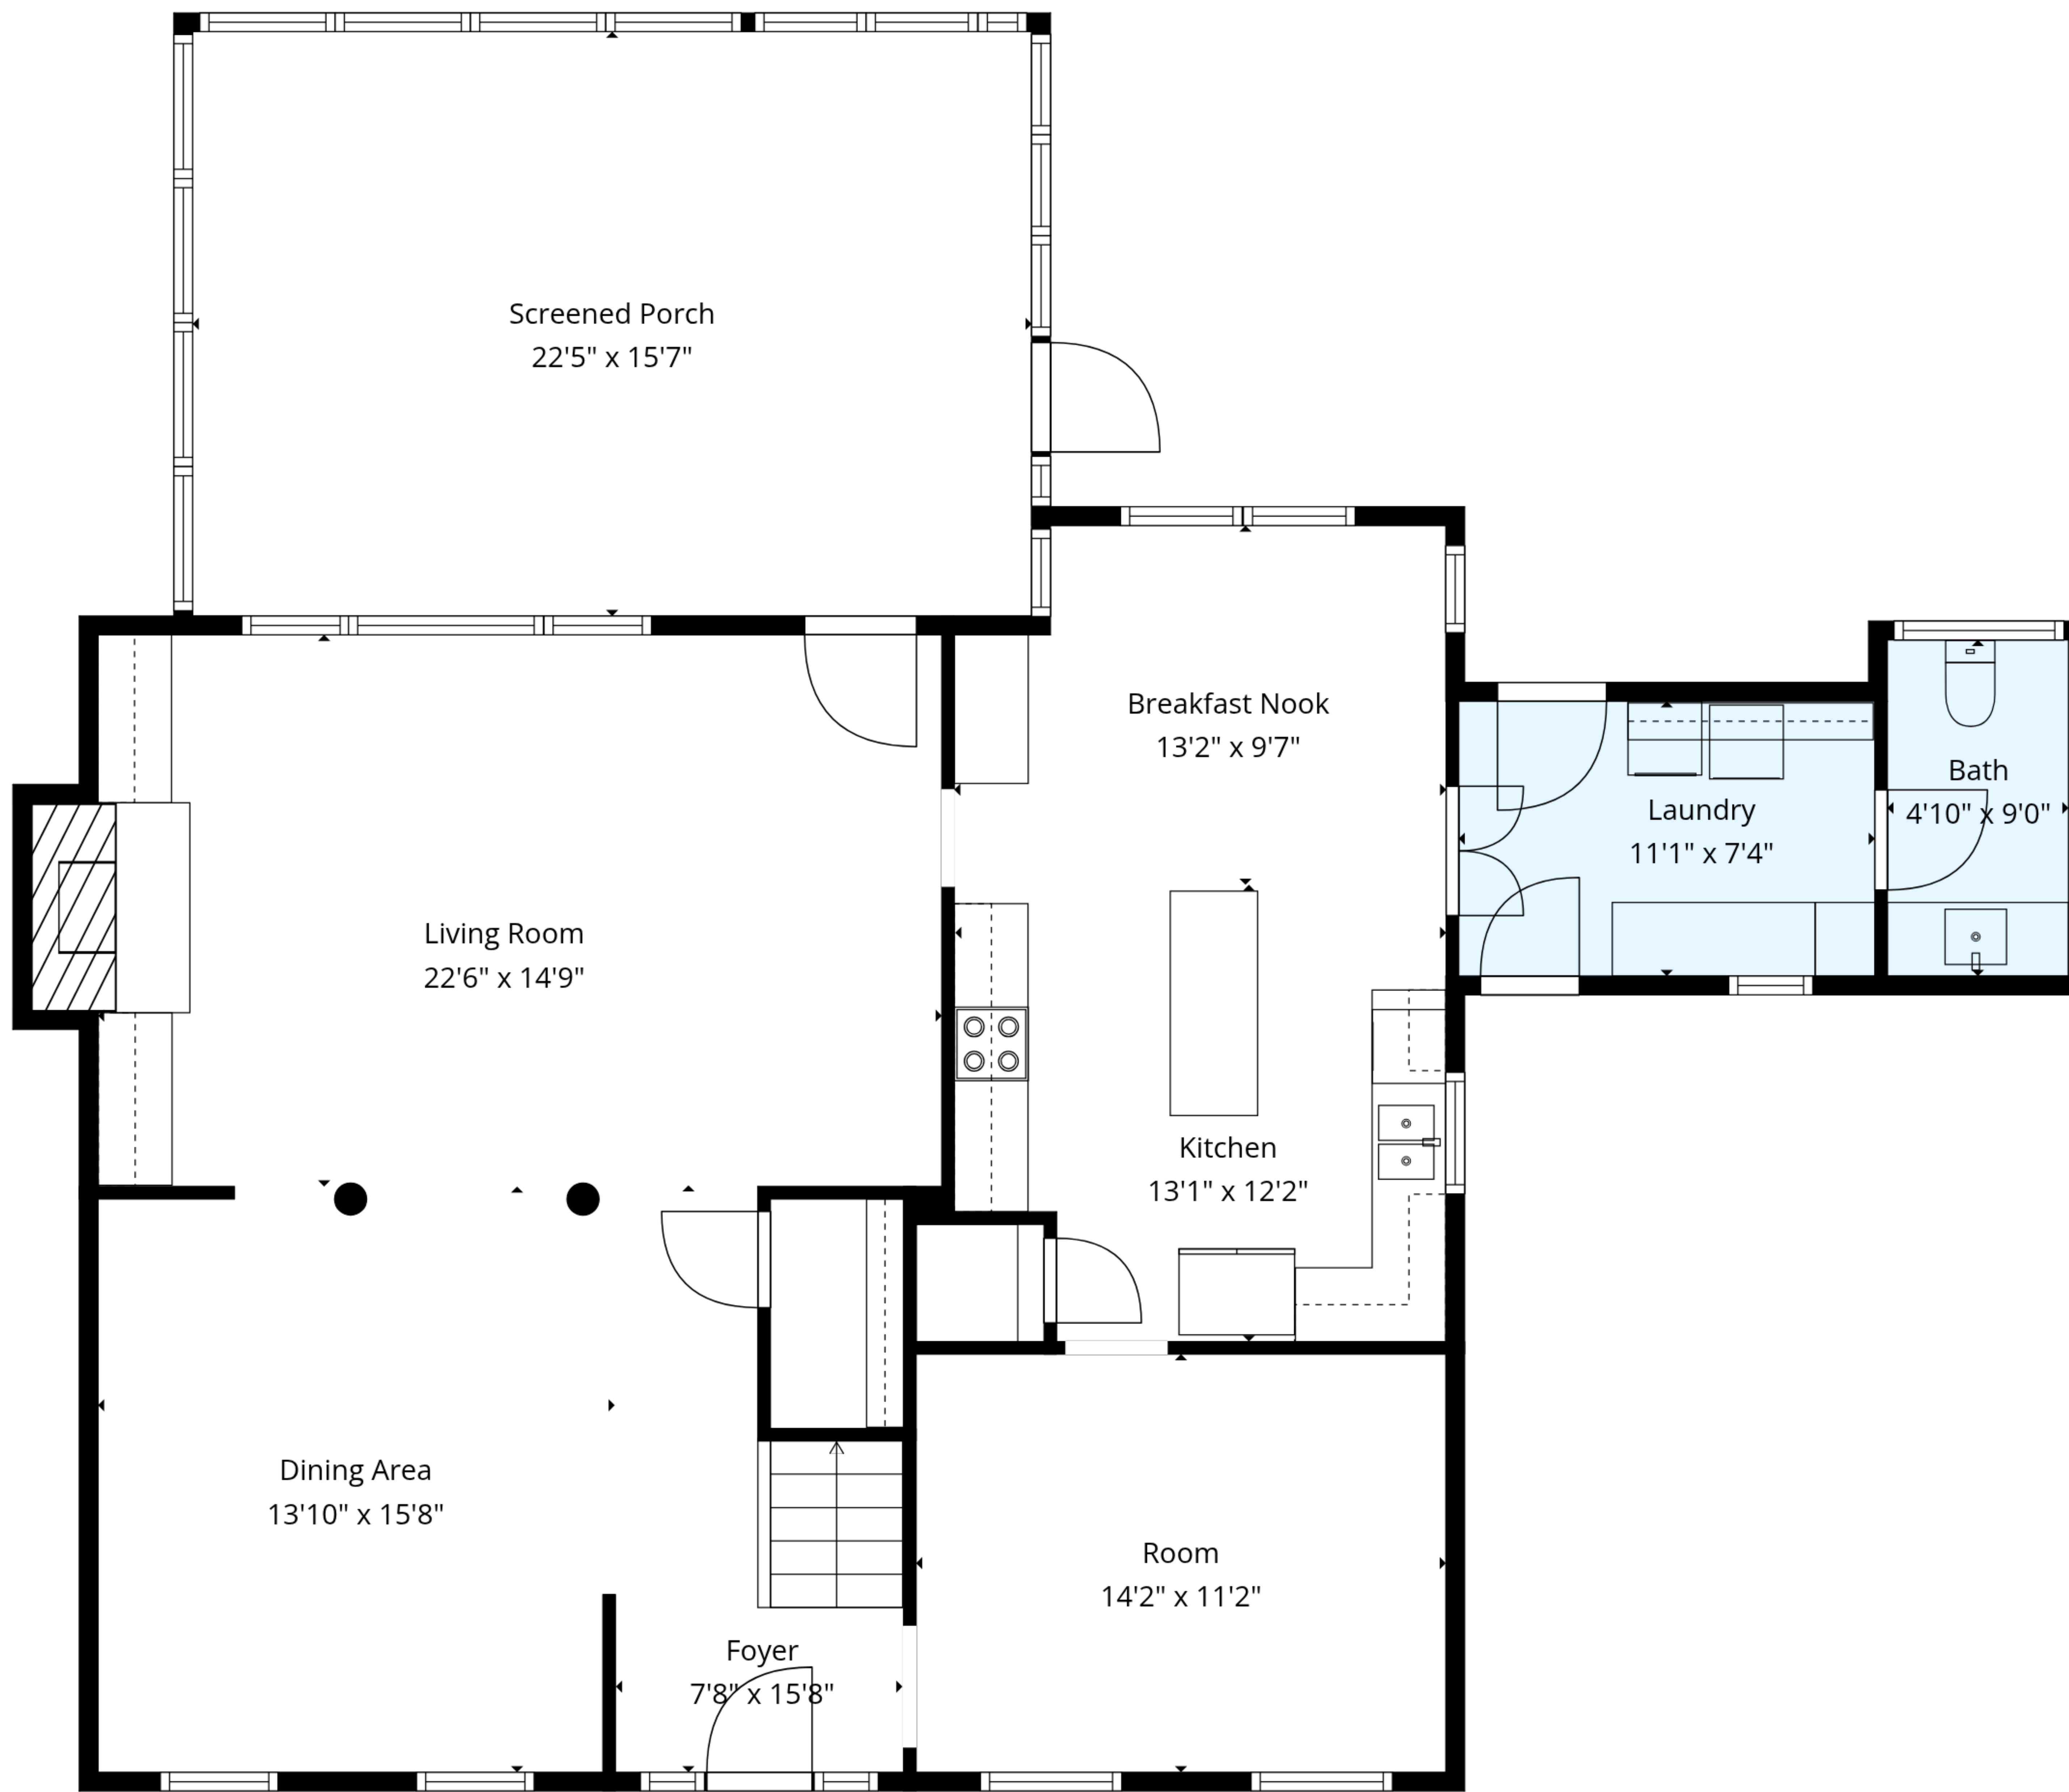 Screened Porch
22'5" x 15'7"
Breakfast Nook
13'2" x 9'7"
Bath
4'10" x 9'0"
Laundry
11'1" x 7'4"
Living Room
22'6" x 14'9"
Kitchen
13'1" x 12'2"
Dining Area
13'10" x 15'8"
Room
14'2" x 11'2"
Foyer
7'8" x 15'8"